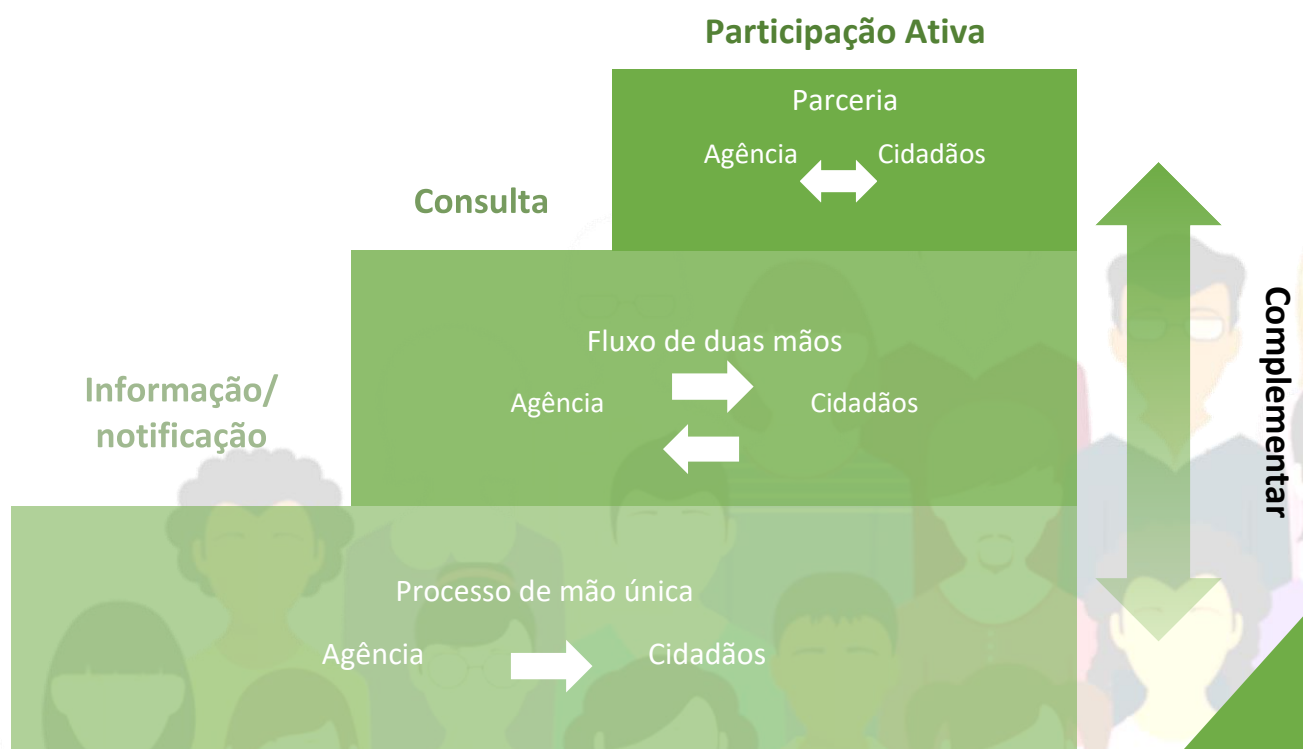 Participação Ativa
Parceria
Agência Cidadãos
Consulta
Fluxo de duas mãos
Agência Cidadãos
Informação/
notificação
Processo de mão única
Agência Cidadãos
Complementar